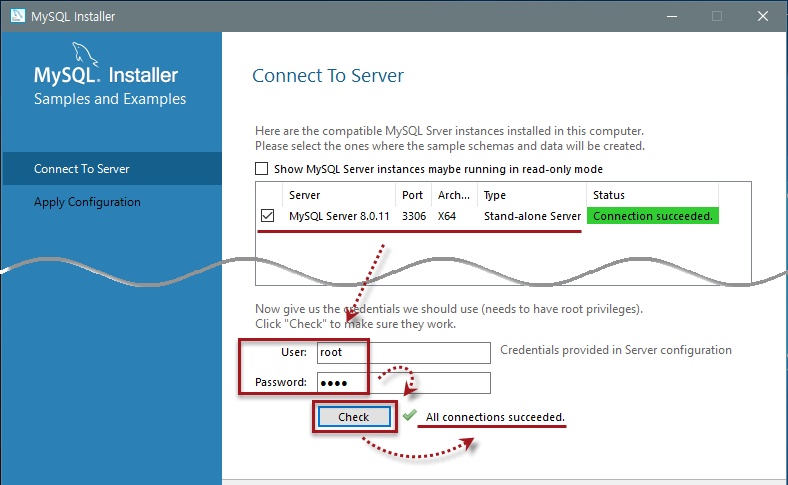 MySQL Installer
MySQL® Installer
Samples and Examples
Connect To Server
Apply Configuration
Connect To Server
Here are the compatible MySQL Srver instances installed in this computer.
Please select the ones where the sample schemas and data will be created.
Show MySQL Server instances maybe running in read-only mode
Server Port Arch... Type Status
MySQL Server 8.0.11 3306 X64 Stand-alone Server Connection succeeded.
Now give us the credentials we should use (needs to have root privileges).
Click "Check" to make sure they work.
User: root Credentials provided in Server configuration
Password: ●●●●
Check All connections succeeded.